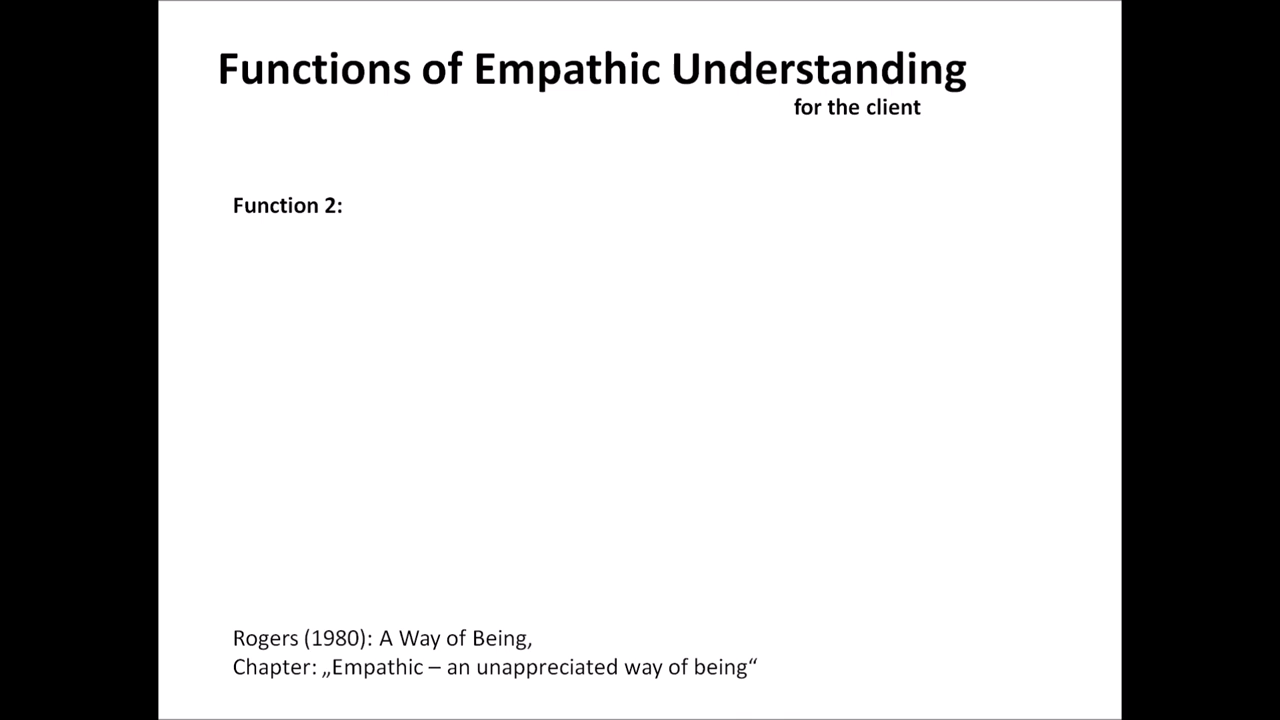 Functions of Empathic Understanding
for the client
Function 2:
Rogers (1980): A Way of Being,
Chapter: „Empathic – an unappreciated way of being“